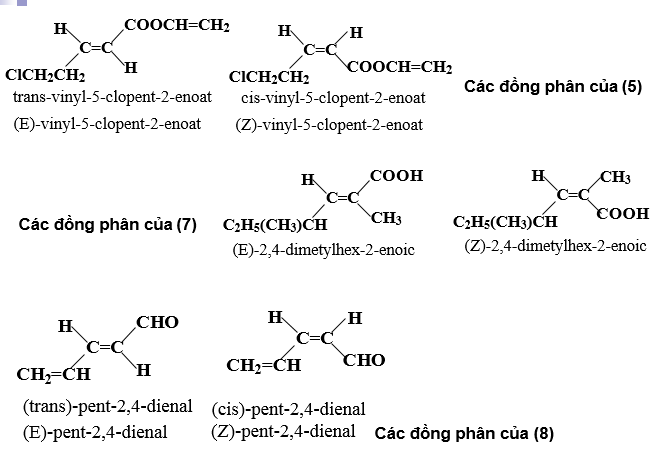 H COOCH=CH2
C=C
ClCH2CH2 H
trans-vinyl-5-clopent-2-enoat
(E)-vinyl-5-clopent-2-enoat
H H
C=C
ClCH2CH2 COOCH=CH2
cis-vinyl-5-clopent-2-enoat
(Z)-vinyl-5-clopent-2-enoat
Các đồng phân của (5)
Các đồng phân của (7)
H COOH
C=C
C2H5(CH3)CH CH3
(E)-2,4-dimetylhex-2-enoic
H CH3
C=C
C2H5(CH3)CH COOH
(Z)-2,4-dimetylhex-2-enoic
H CHO
C=C
CH2=CH H
(trans)-pent-2,4-dienal
(E)-pent-2,4-dienal
H H
C=C
CH2=CH CHO
(cis)-pent-2,4-dienal
(Z)-pent-2,4-dienal
Các đồng phân của (8)